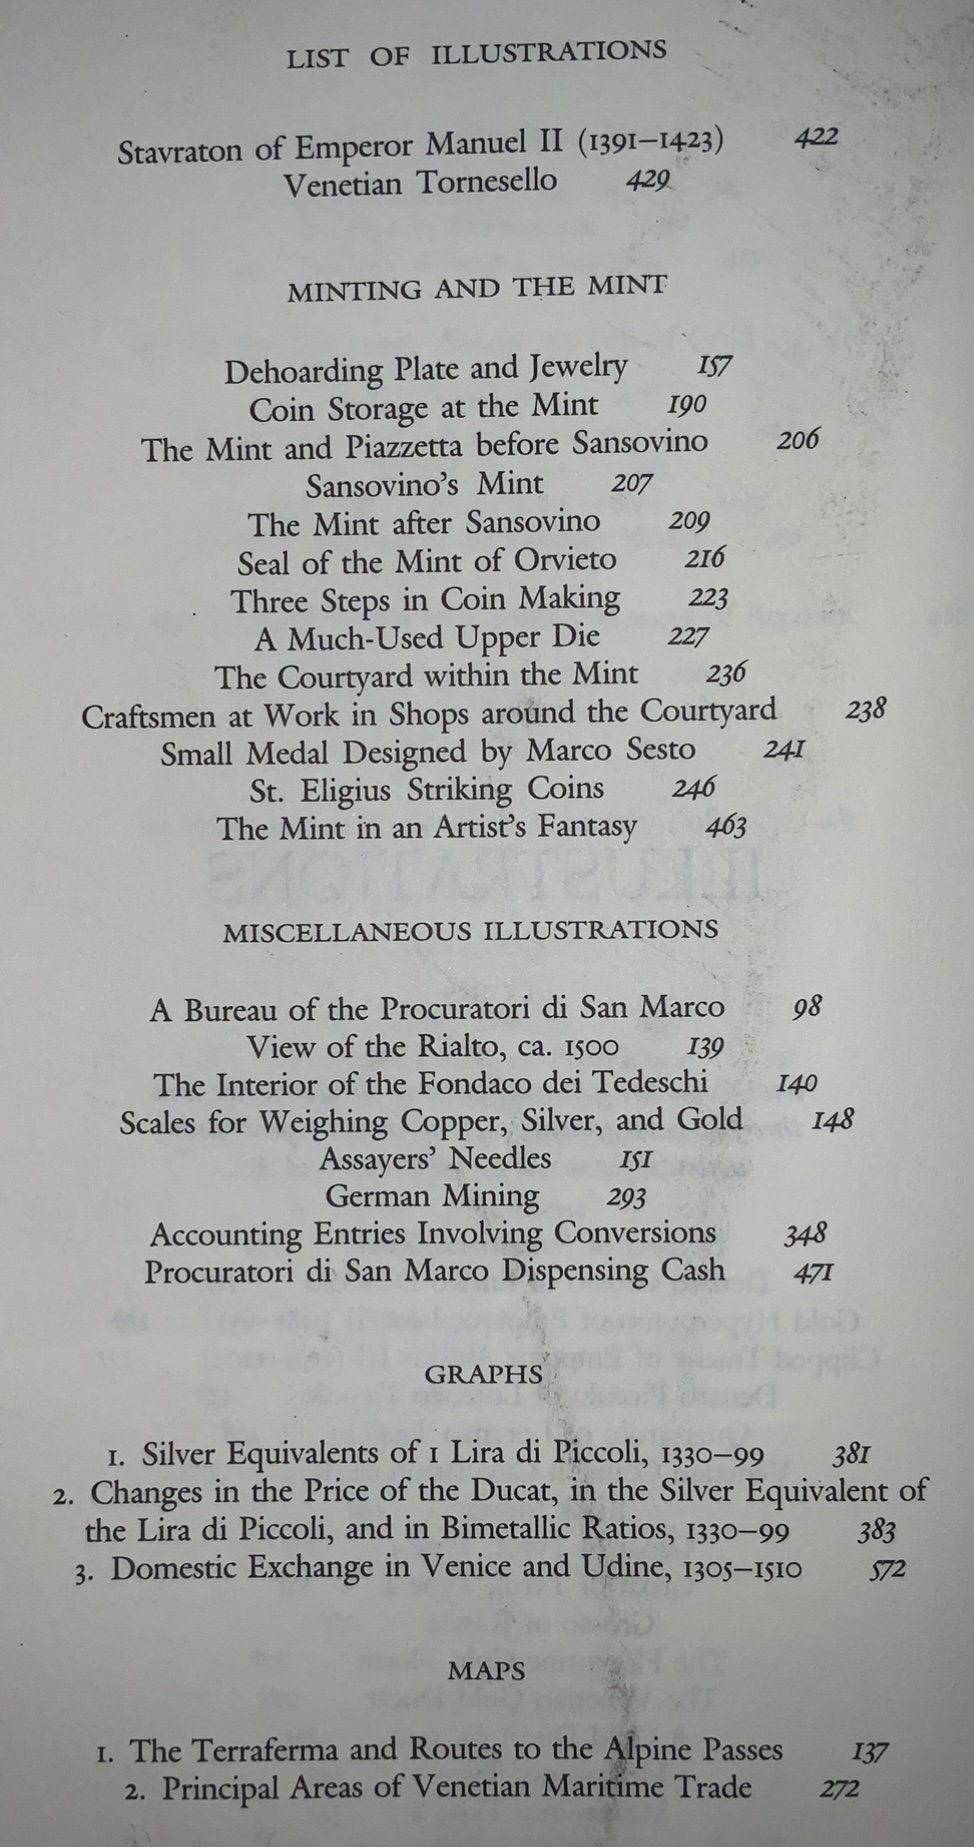 LIST OF ILLUSTRATIONS
Stavraton of Emperor Manuel II (1391–1423) 422
Venetian Tornesello 429
MINTING AND THE MINT
Dehoarding Plate and Jewelry 157
Coin Storage at the Mint 190
The Mint and Piazzetta before Sansovino 206
Sansovino's Mint 207
The Mint after Sansovino 209
Seal of the Mint of Orvieto 216
Three Steps in Coin Making 223
A Much-Used Upper Die 227
The Courtyard within the Mint 236
Craftsmen at Work in Shops around the Courtyard 238
Small Medal Designed by Marco Sesto 241
St. Eligius Striking Coins 246
The Mint in an Artist's Fantasy 463
MISCELLANEOUS ILLUSTRATIONS
A Bureau of the Procuratori di San Marco 98
View of the Rialto, ca. 1500 139
The Interior of the Fondaco dei Tedeschi 140
Scales for Weighing Copper, Silver, and Gold 148
Assayers' Needles 151
German Mining 293
Accounting Entries Involving Conversions 348
Procuratori di San Marco Dispensing Cash 471
GRAPHS
1. Silver Equivalents of 1 Lira di Piccoli, 1330–99 381
2. Changes in the Price of the Ducat, in the Silver Equivalent of
the Lira di Piccoli, and in Bimetallic Ratios, 1330–99 383
3. Domestic Exchange in Venice and Udine, 1305–1510 572
MAPS
1. The Terraferma and Routes to the Alpine Passes 137
2. Principal Areas of Venetian Maritime Trade 272